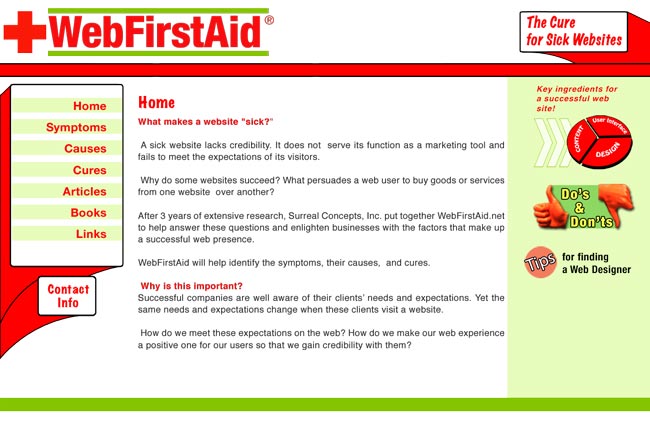 WebFirstAid®
The Cure
for Sick Websites
Home
Symptoms
Causes
Cures
Articles
Books
Links
Contact
Info
Home
What makes a website "sick?"
A sick website lacks credibility. It does not serve its function as a marketing tool and
fails to meet the expectations of its visitors.
Why do some websites succeed? What persuades a web user to buy goods or services
from one website over another?
After 3 years of extensive research, Surreal Concepts, Inc. put together WebFirstAid.net
to help answer these questions and enlighten businesses with the factors that make up
a successful web presence.
WebFirstAid will help identify the symptoms, their causes, and cures.
Why is this important?
Successful companies are well aware of their clients' needs and expectations. Yet the
same needs and expectations change when these clients visit a website.
How do we meet these expectations on the web? How do we make our web experience
a positive one for our users so that we gain credibility with them?
Key ingredients for
a successful web
site!
CONTENT
User Interface
DESIGN
Do's
&
Don'ts
Tips
for finding
a Web Designer